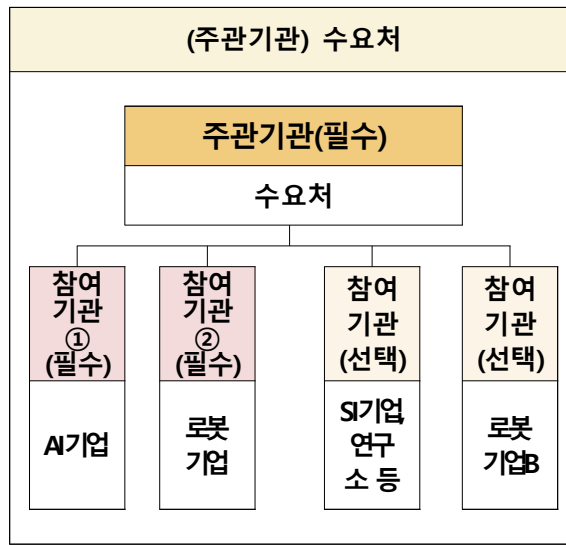 (주관기관) 수요처
주관기관(필수)
수요처
참여
기관
①
(필수)
AI기업
참여
기관
②
(필수)
로봇
기업
참여
기관
(선택)
SI기업,
연구
소 등
참여
기관
(선택)
로봇
기업B